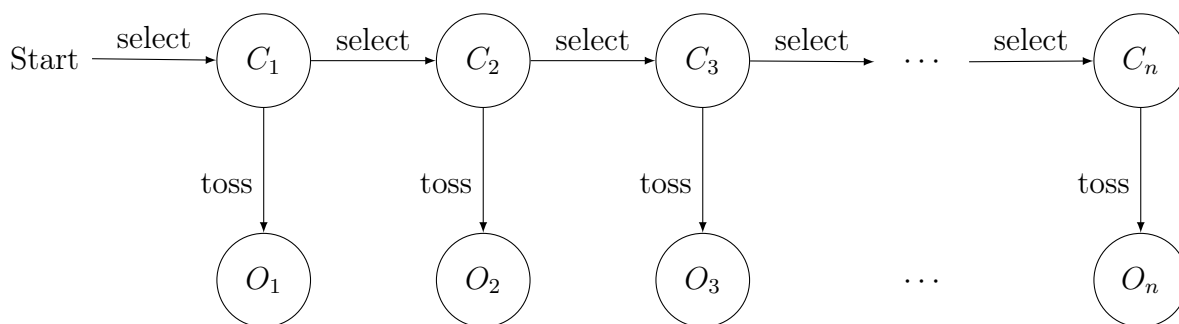 select select select select select
Start C₁ C₂ C₃ ⋯ Cₙ
toss toss toss toss
O₁ O₂ O₃ ⋯ Oₙ